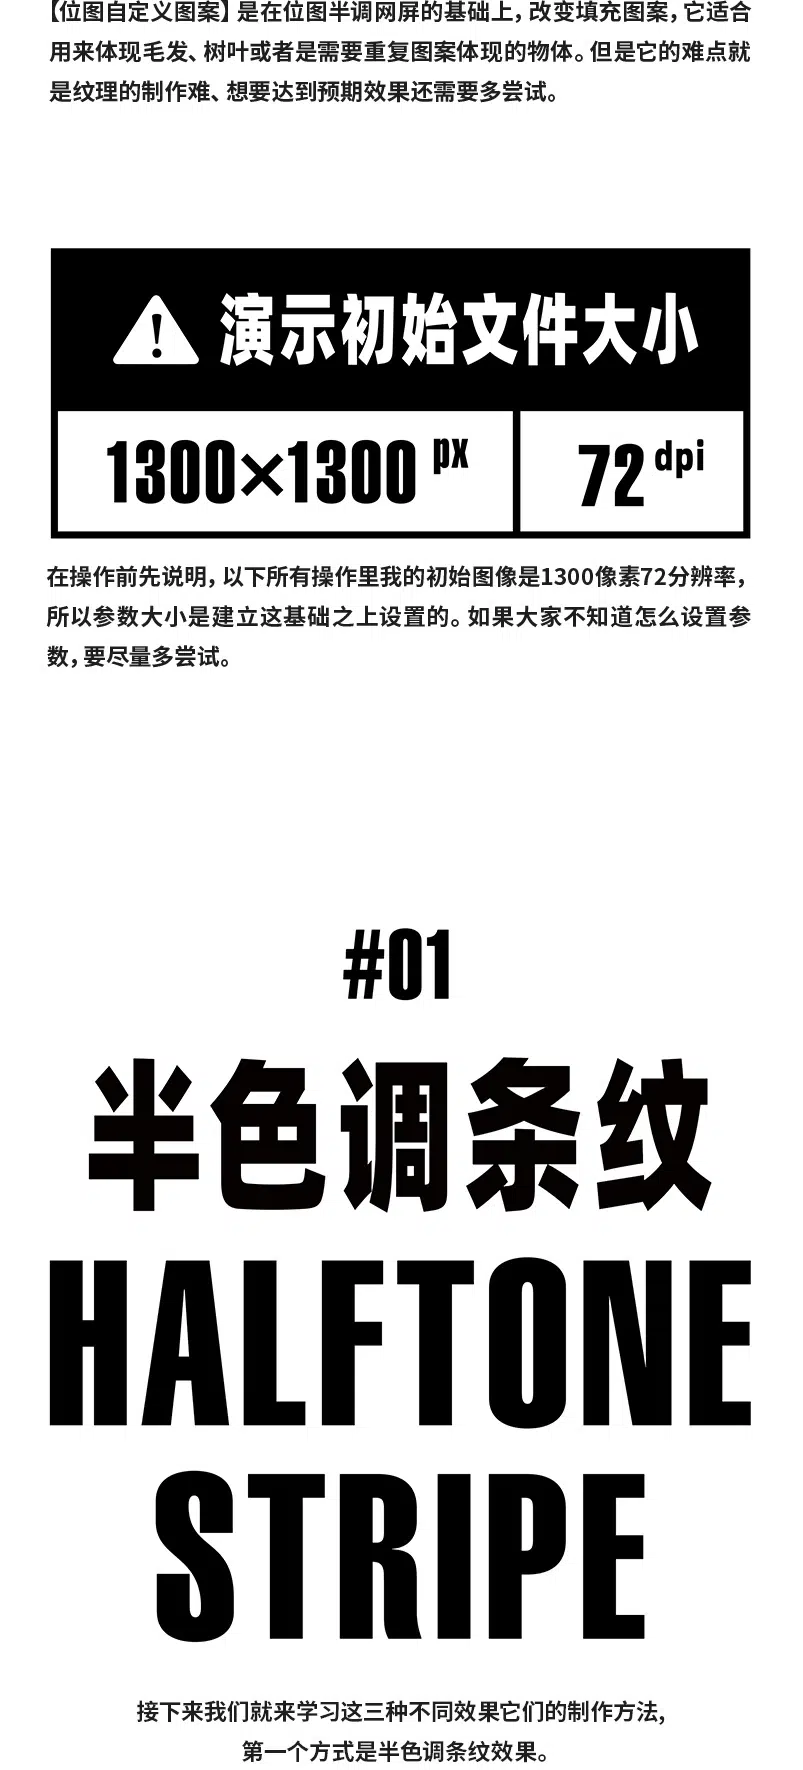 【位图自定义图案】是在位图半调网屏的基础上，改变填充图案，它适合
用来体现毛发、树叶或者是需要重复图案体现的物体。但是它的难点就
是纹理的制作难、想要达到预期效果还需要多尝试。
演示初始文件大小
1300×1300 px 72 dpi
在操作前先说明，以下所有操作里我的初始图像是1300像素72分辨率，
所以参数大小是建立这基础之上设置的。如果大家不知道怎么设置参
数，要尽量多尝试。
#01
半色调条纹
HALFTONE
STRIPE
接下来我们就来学习这三种不同效果它们的制作方法，
第一个方式是半色调条纹效果。